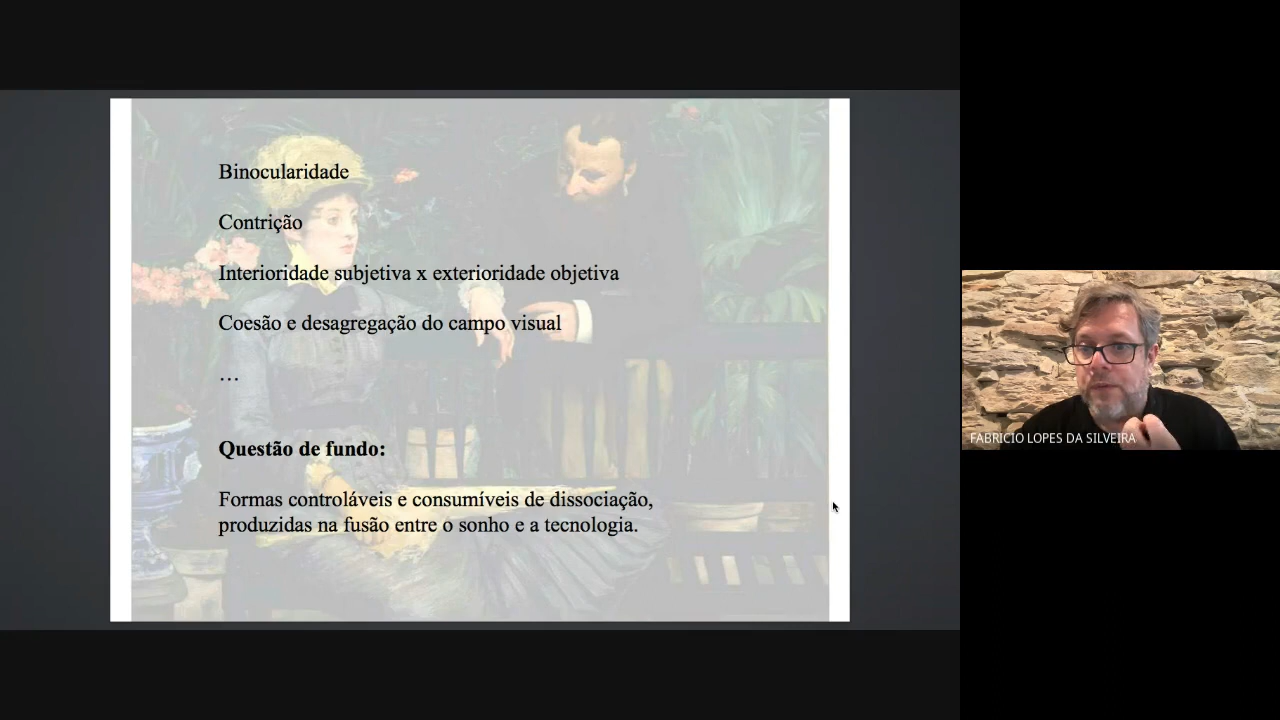 Binocularidade
Contrição
Interioridade subjetiva x exterioridade objetiva
Coesão e desagregação do campo visual
…
Questão de fundo:
Formas controláveis e consumíveis de dissociação,
produzidas na fusão entre o sonho e a tecnologia.
FABRICIO LOPES DA SILVEIRA